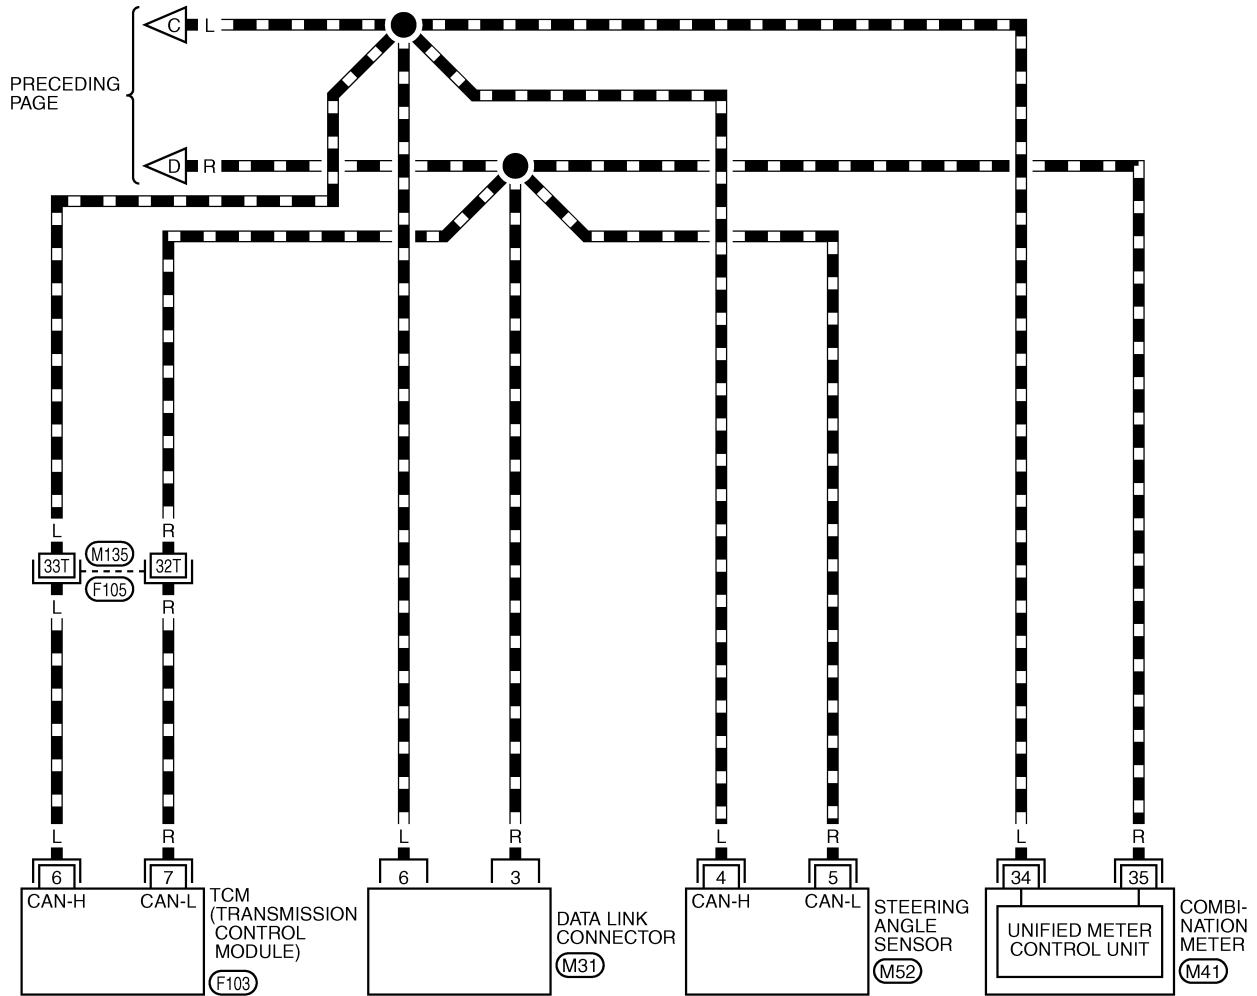 C L
PRECEDING
PAGE
D R
L R
33T M135 32T
F105
L R
L R L R L R L R
6 7 6 3 4 5 34 35
CAN-H CAN-L
TCM
(TRANSMISSION
CONTROL
MODULE)
F103
DATA LINK
CONNECTOR
M31
CAN-H CAN-L
STEERING
ANGLE
SENSOR
M52
UNIFIED METER
CONTROL UNIT
COMBI-
NATION
METER
M41